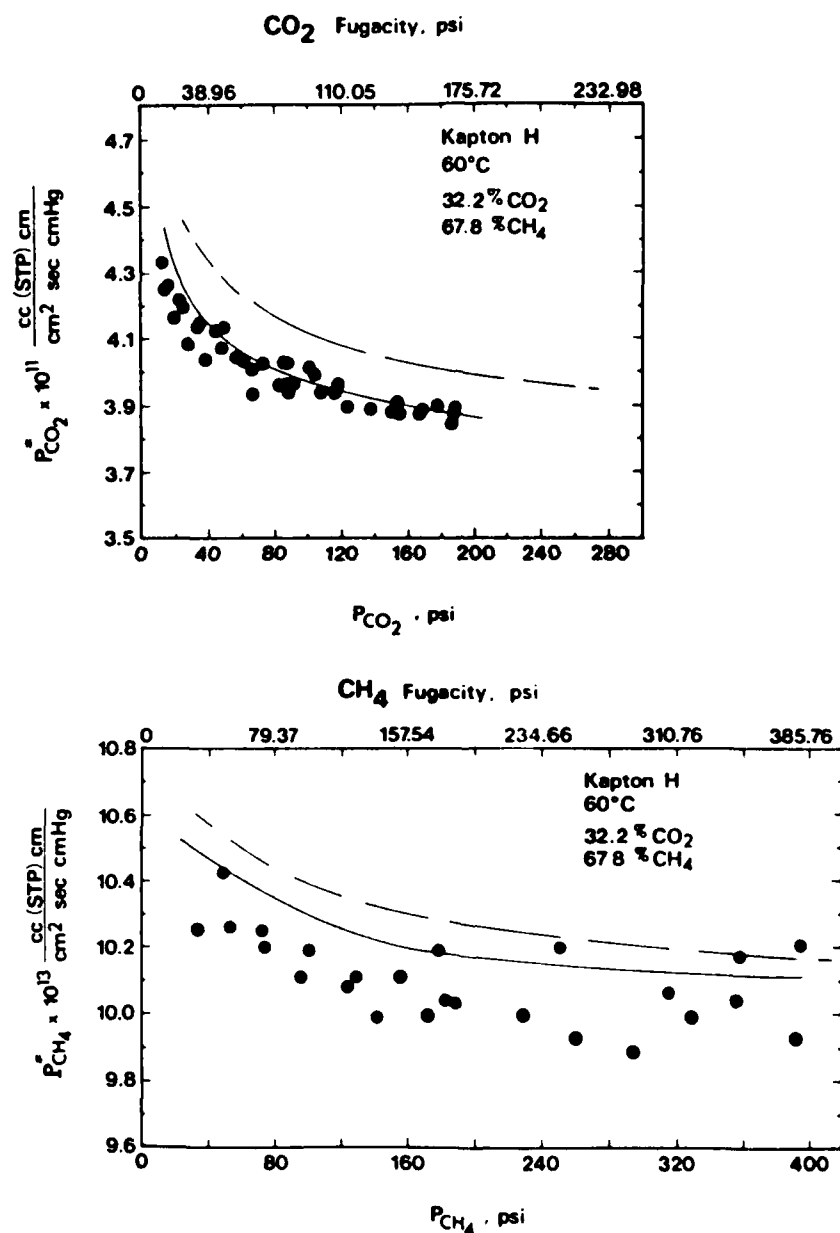 CO2 Fugacity, psi
0 38.96 110.05 175.72 232.98
4.7
4.5
4.3
4.1
3.9
3.7
3.5
Kapton H
60°C
32.2% CO2
67.8 % CH4
P*CO2 x 10^11 cc (STP) cm / cm2 sec cmHg
0 40 80 120 160 200 240 280
PCO2 , psi
CH4 Fugacity, psi
0 79.37 157.54 234.66 310.76 385.76
10.8
10.6
10.4
10.2
10.0
9.8
9.6
Kapton H
60°C
32.2% CO2
67 8 % CH4
P*CH4 x 10^13 cc (STP) cm / cm2 sec cmHg
0 80 160 240 320 400
PCH4 , psi